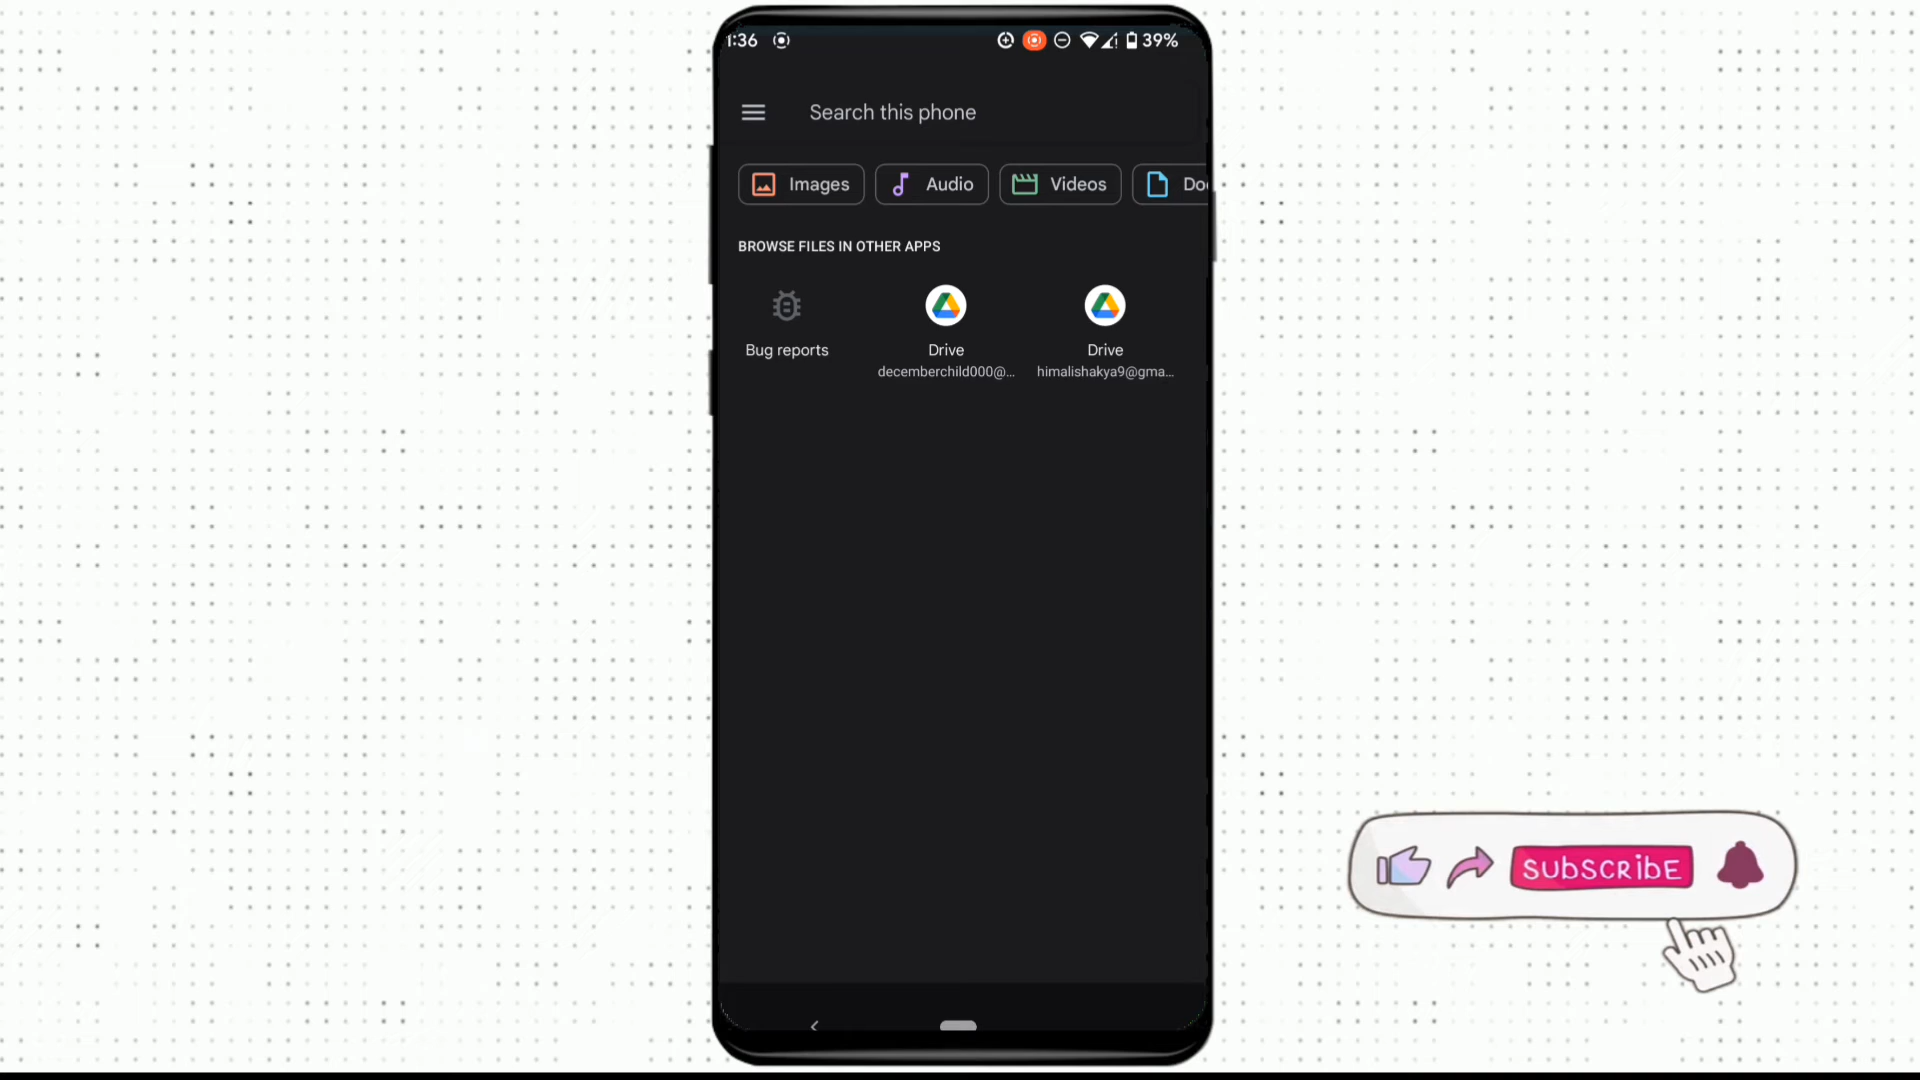 1:36 39%
Search this phone
Images Audio Videos Do
BROWSE FILES IN OTHER APPS
Bug reports Drive Drive
decemberchild000@... himalishakya9@gma...
SUBSCRIBE